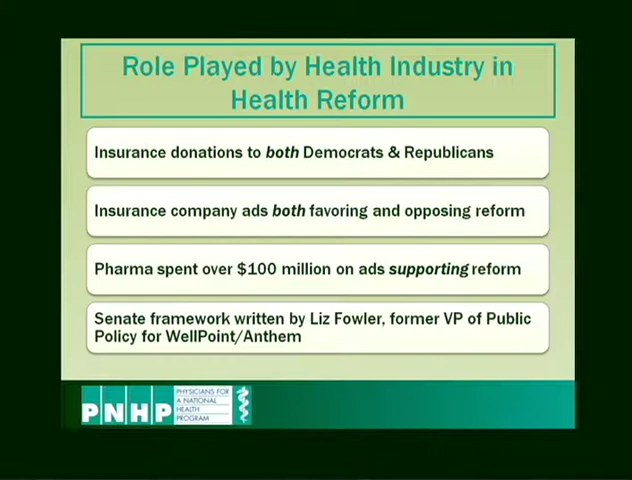 Role Played by Health Industry in
Health Reform
Insurance donations to both Democrats & Republicans
Insurance company ads both favoring and opposing reform
Pharma spent over $100 million on ads supporting reform
Senate framework written by Liz Fowler, former VP of Public
Policy for WellPoint/Anthem
PNHP
PHYSICIANS FOR
A NATIONAL
HEALTH
PROGRAM